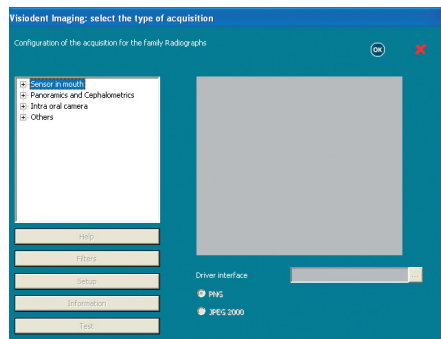 Visiodent Imaging: select the type of acquisition
Configuration of the acquisition for the family Radiographs
OK
Sensor in mouth
Panoramics and Cephalometrics
Intra oral camera
Others
Help
Filters
Setup
Information
Test
Driver interface
...
PNG
JPEG 2000